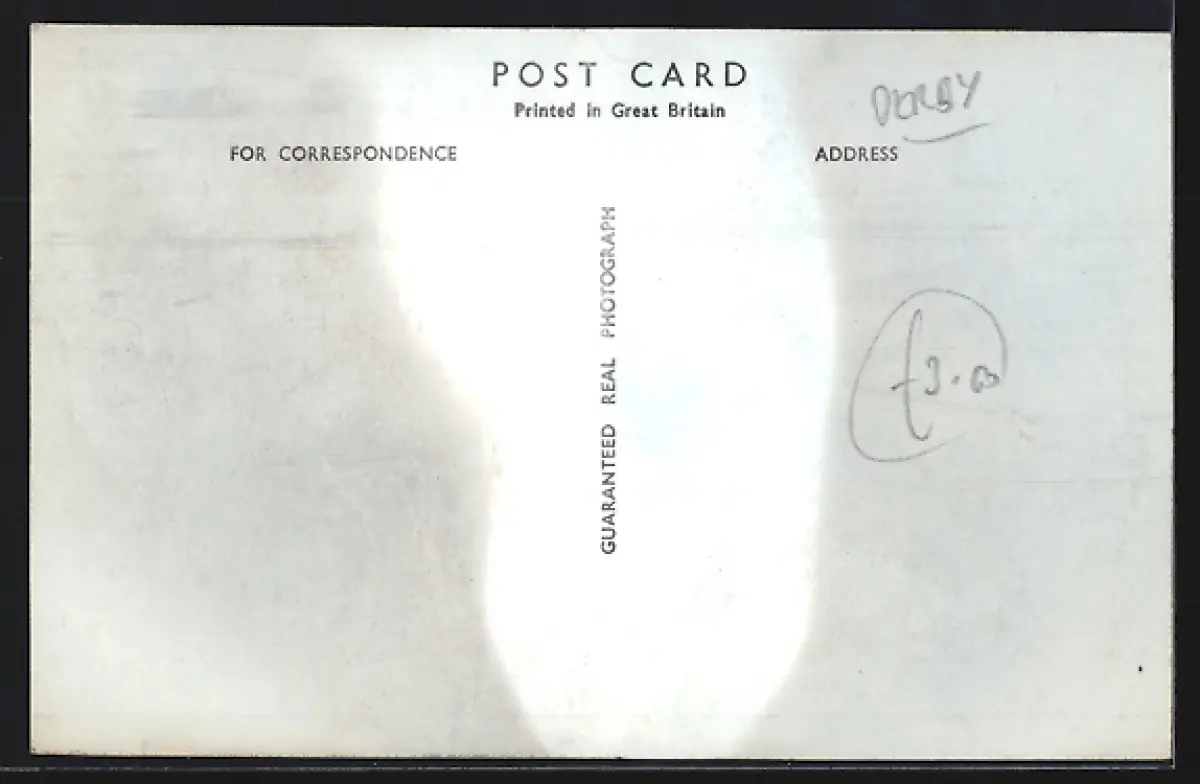 POST CARD
Printed in Great Britain
DERBY
FOR CORRESPONDENCE
ADDRESS
GUARANTEED REAL PHOTOGRAPH
£3.00